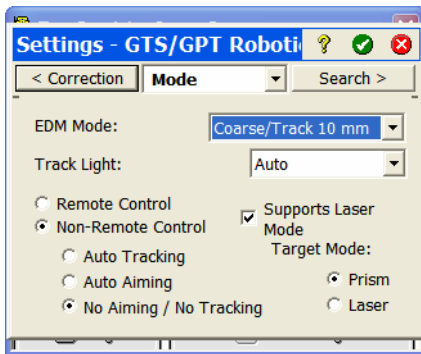 Settings - GTS/GPT Roboti
< Correction Mode Search >
EDM Mode: Coarse/Track 10 mm
Track Light: Auto
Remote Control
Non-Remote Control
Auto Tracking
Auto Aiming
No Aiming / No Tracking
Supports Laser
Mode
Target Mode:
Prism
Laser